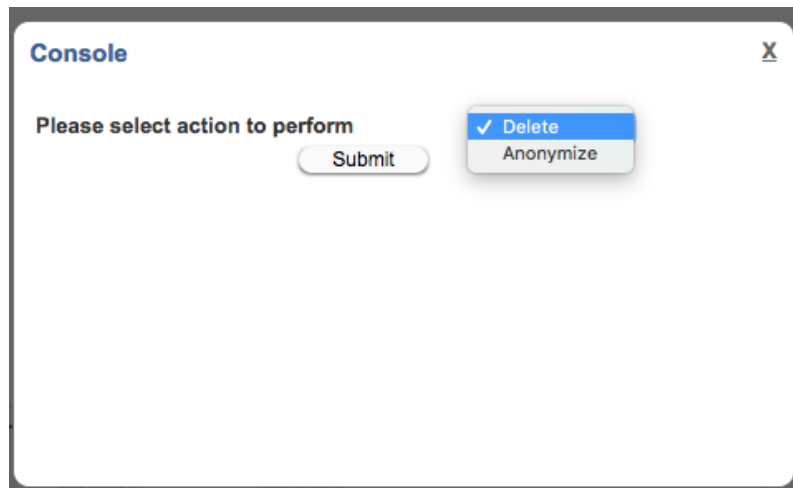 Console X
Please select action to perform
✓ Delete
Submit
Anonymize